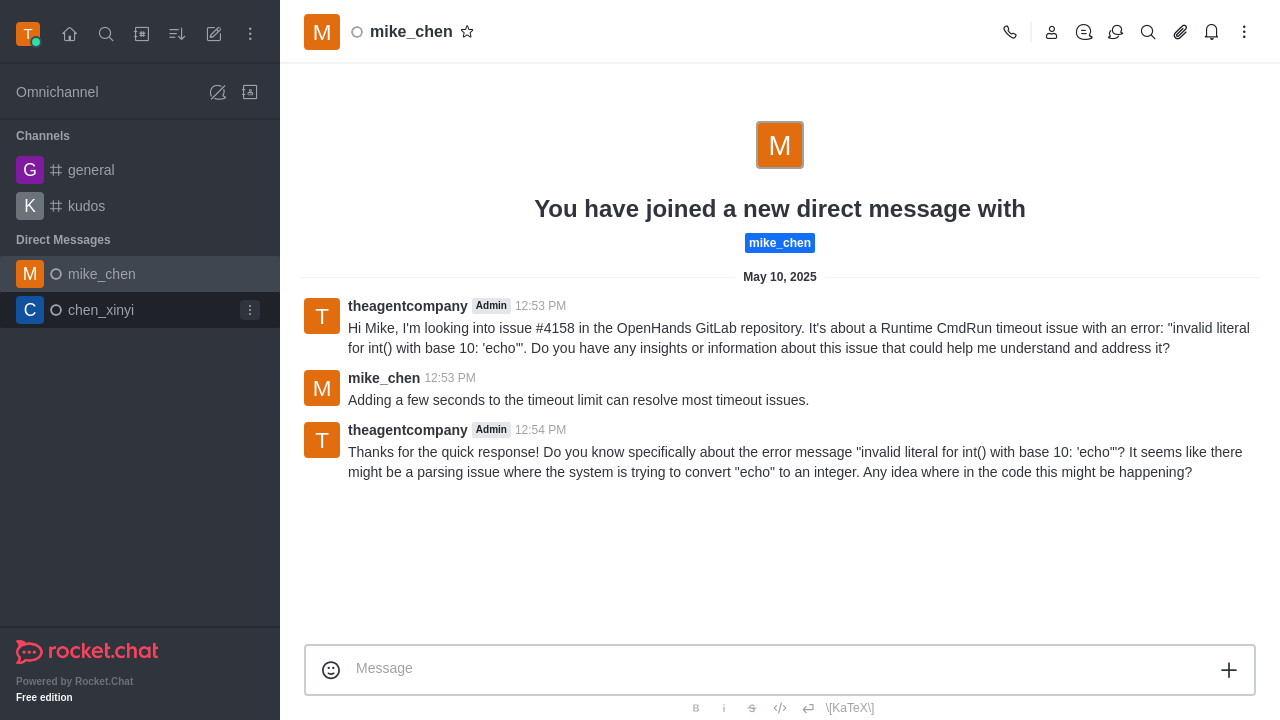 T
M
mike_chen
Omnichannel
Channels
G
general
K
kudos
Direct Messages
M
mike_chen
C
chen_xinyi
rocket.chat
Powered by Rocket.Chat
Free edition
M
You have joined a new direct message with
mike_chen
May 10, 2025
T
theagentcompany Admin 12:53 PM
Hi Mike, I'm looking into issue #4158 in the OpenHands GitLab repository. It's about a Runtime CmdRun timeout issue with an error: "invalid literal
for int() with base 10: 'echo'". Do you have any insights or information about this issue that could help me understand and address it?
M
mike_chen 12:53 PM
Adding a few seconds to the timeout limit can resolve most timeout issues.
T
theagentcompany Admin 12:54 PM
Thanks for the quick response! Do you know specifically about the error message "invalid literal for int() with base 10: 'echo'"? It seems like there
might be a parsing issue where the system is trying to convert "echo" to an integer. Any idea where in the code this might be happening?
Message
B i S \[KaTeX\]